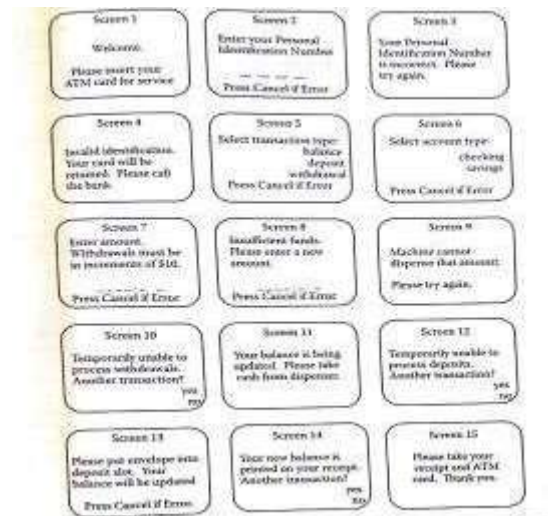 Screen 1
Welcome.
Please insert your
ATM card for service
Screen 2
Enter your Personal
Identification Number
_ _ _ _
Press Cancel if Error
Screen 3
Your Personal
Identification Number
is incorrect. Please
try again.
Screen 4
Invalid identification.
Your card will be
returned. Please call
the bank.
Screen 5
Select transaction type:
balance
deposit
withdrawal
Press Cancel if Error
Screen 6
Select account type:
checking
savings
Press Cancel if Error
Screen 7
Enter amount.
Withdrawals must be
in increments of $10.
Press Cancel if Error
Screen 8
Insufficient funds.
Please enter a new
amount.
Press Cancel if Error
Screen 9
Machine cannot
dispense that amount.
Please try again.
Screen 10
Temporarily unable to
process withdrawals.
Another transaction?
yes
no
Screen 11
Your balance is being
updated. Please take
cash from dispenser.
Screen 12
Temporarily unable to
process deposits.
Another transaction?
yes
no
Screen 13
Please put envelope into
deposit slot. Your
balance will be updated
Press Cancel if Error.
Screen 14
Your new balance is
printed on your receipt.
Another transaction?
yes
no
Screen 15
Please take your
receipt and ATM
card. Thank you.